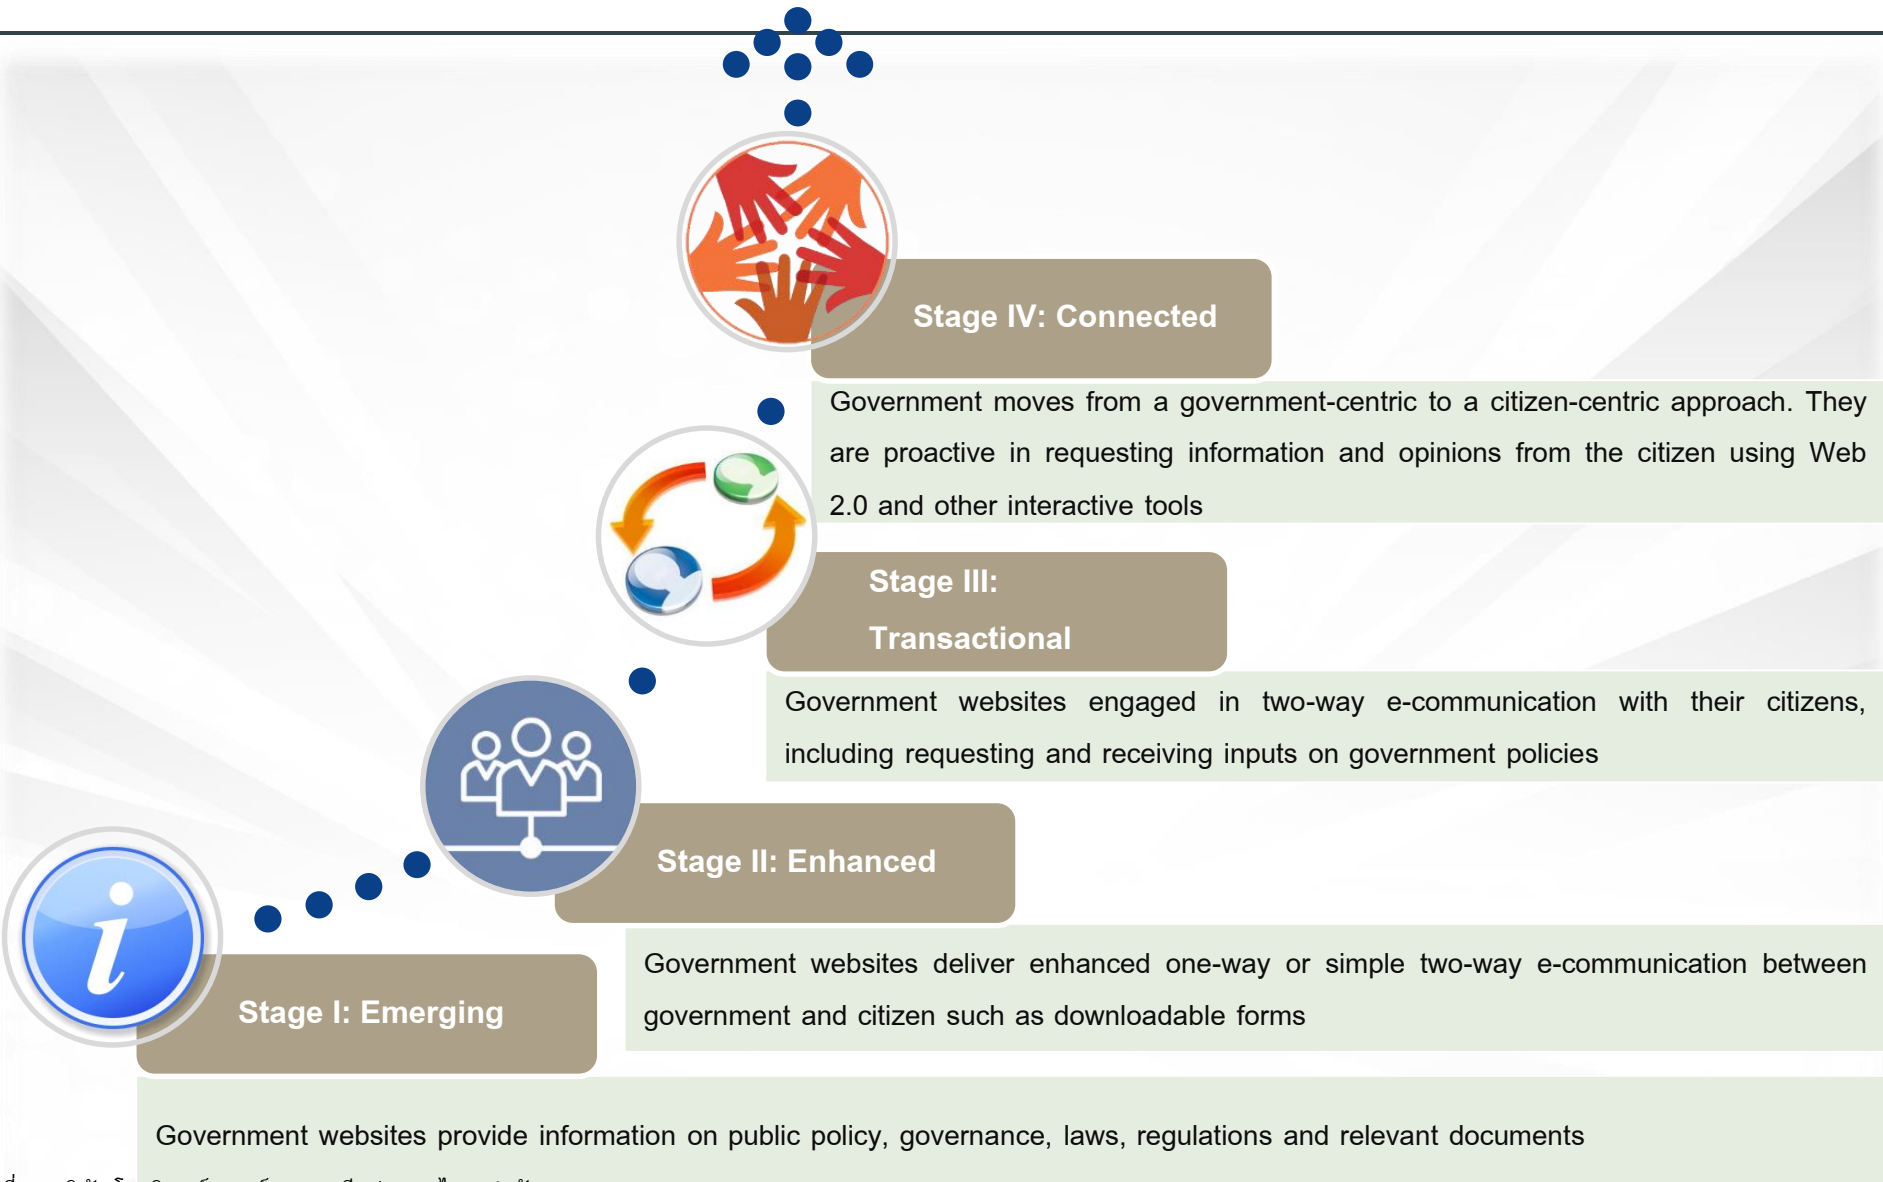 Stage IV: Connected
Government moves from a government-centric to a citizen-centric approach. They
are proactive in requesting information and opinions from the citizen using Web
2.0 and other interactive tools
Stage III:
Transactional
Government websites engaged in two-way e-communication with their citizens,
including requesting and receiving inputs on government policies
Stage II: Enhanced
Government websites deliver enhanced one-way or simple two-way e-communication between
government and citizen such as downloadable forms
Stage I: Emerging
Government websites provide information on public policy, governance, laws, regulations and relevant documents